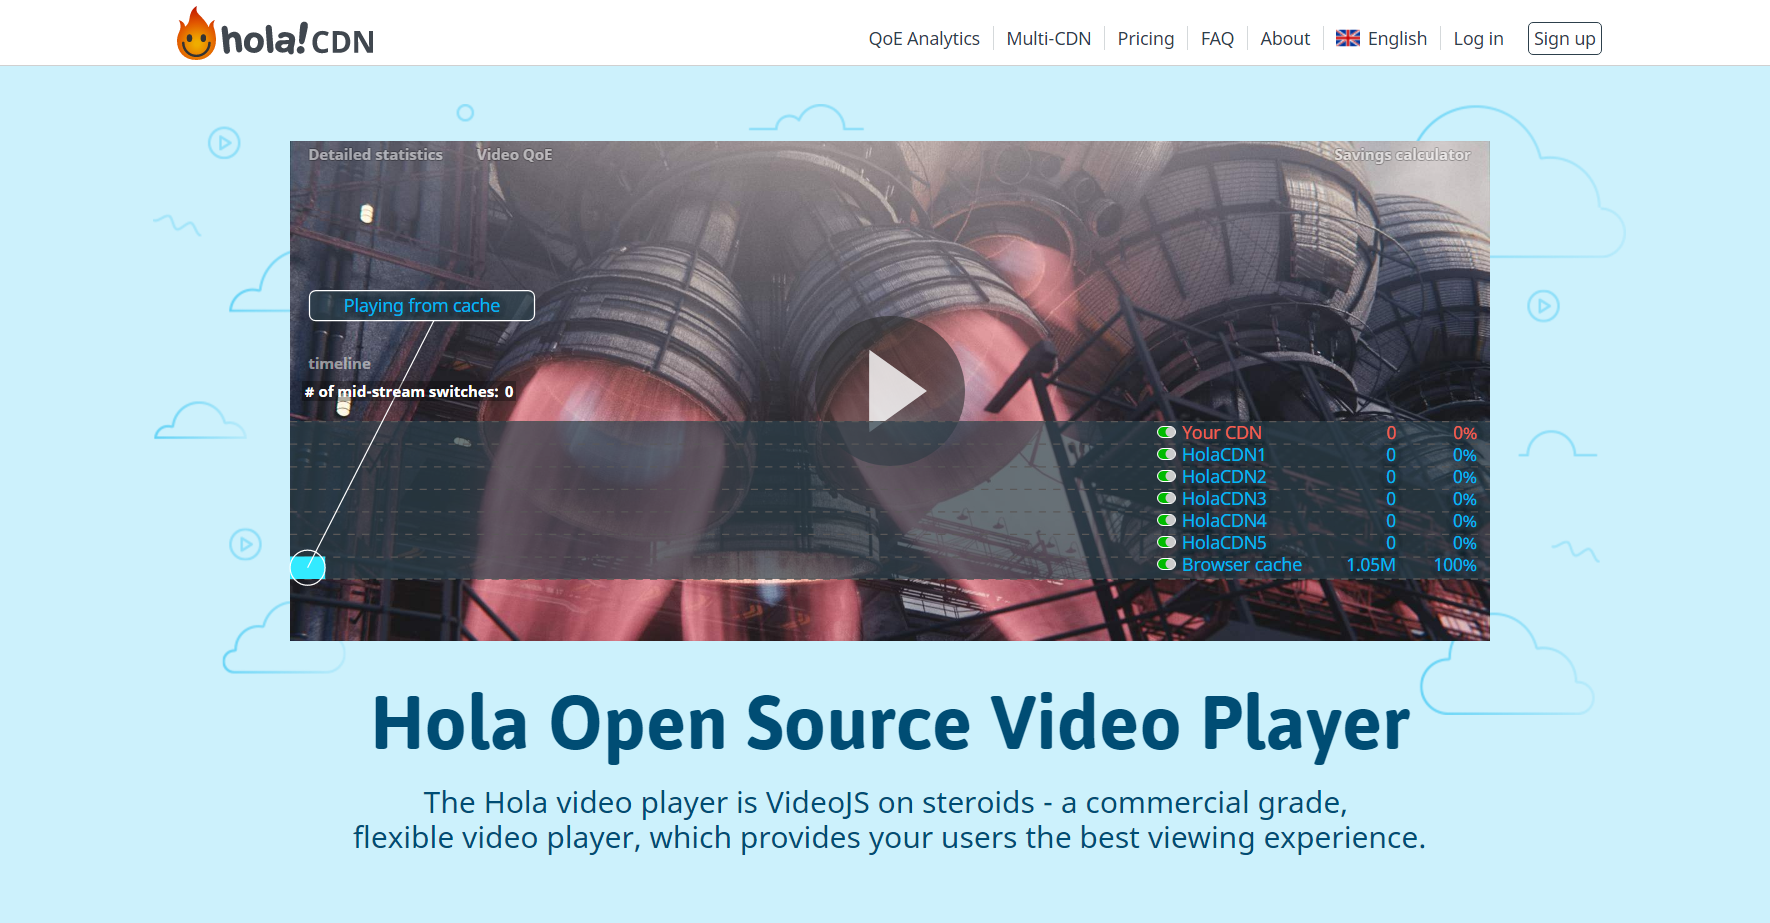 hola! CDN
QoE Analytics Multi-CDN Pricing FAQ About English Log in Sign up
Detailed statistics Video QoE Savings calculator
Playing from cache
timeline
# of mid-stream switches: 0
Your CDN 0 0%
HolaCDN1 0 0%
HolaCDN2 0 0%
HolaCDN3 0 0%
HolaCDN4 0 0%
HolaCDN5 0 0%
Browser cache 1.05M 100%
Hola Open Source Video Player
The Hola video player is VideoJS on steroids - a commercial grade,
flexible video player, which provides your users the best viewing experience.